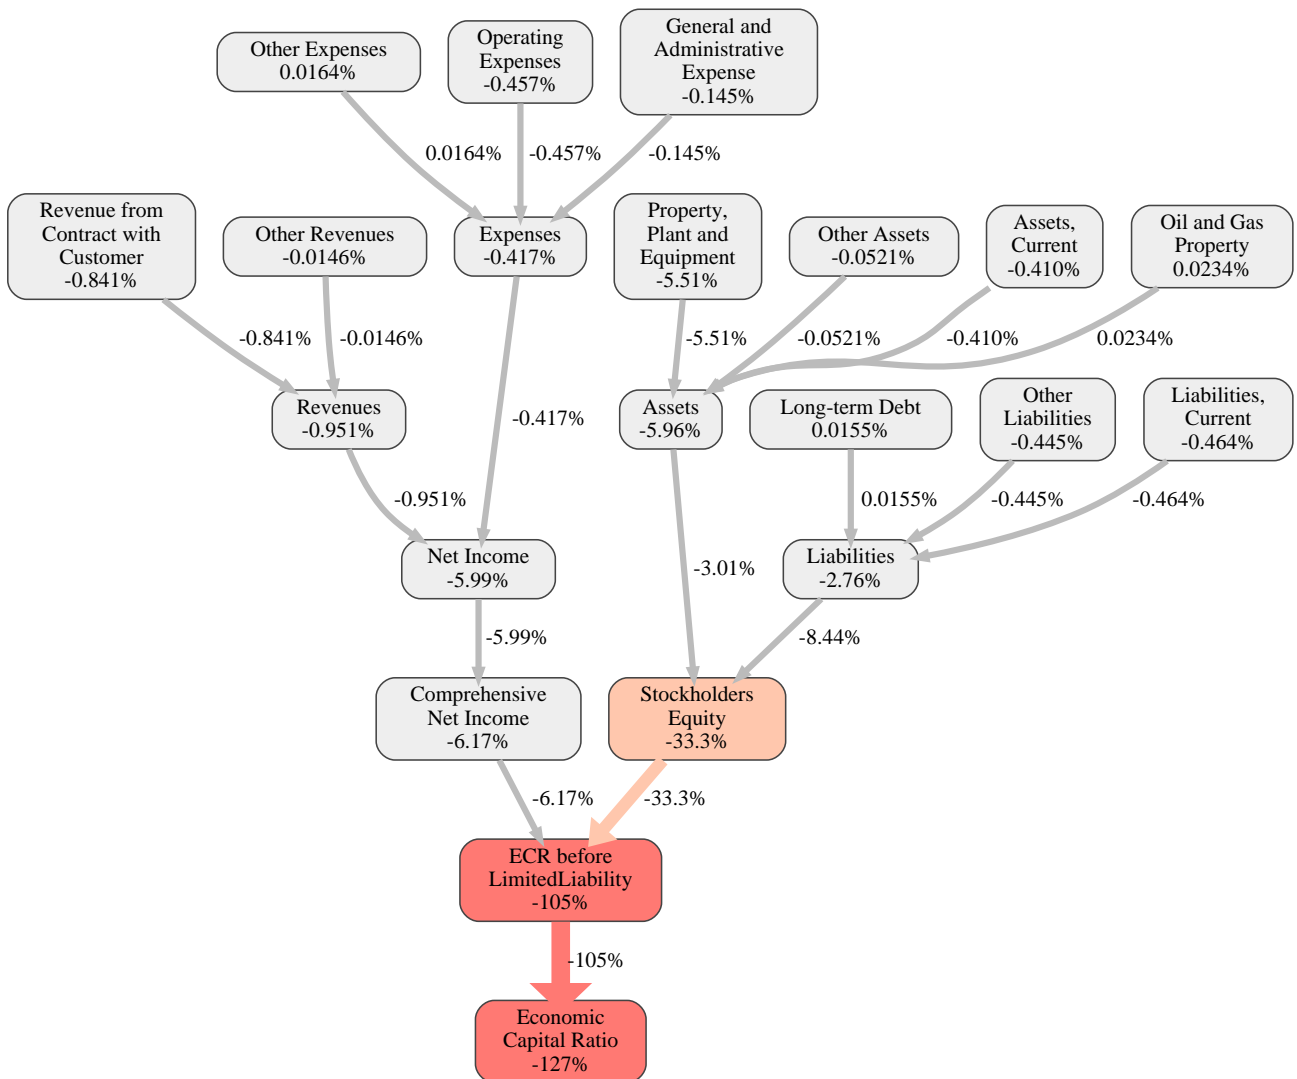 Other Expenses
0.0164%
Operating
Expenses
-0.457%
General and
Administrative
Expense
-0.145%
0.0164%
-0.457%
-0.145%
Revenue from
Contract with
Customer
-0.841%
Other Revenues
-0.0146%
Expenses
-0.417%
Property,
Plant and
Equipment
-5.51%
Other Assets
-0.0521%
Assets,
Current
-0.410%
Oil and Gas
Property
0.0234%
-0.841%
-0.0146%
-5.51%
-0.0521%
-0.410%
0.0234%
Revenues
-0.951%
-0.417%
Assets
-5.96%
Long-term Debt
0.0155%
Other
Liabilities
-0.445%
Liabilities,
Current
-0.464%
-0.951%
0.0155%
-0.445%
-0.464%
Net Income
-5.99%
-3.01%
Liabilities
-2.76%
-5.99%
-8.44%
Comprehensive
Net Income
-6.17%
Stockholders
Equity
-33.3%
-6.17%
-33.3%
ECR before
LimitedLiability
-105%
-105%
Economic
Capital Ratio
-127%